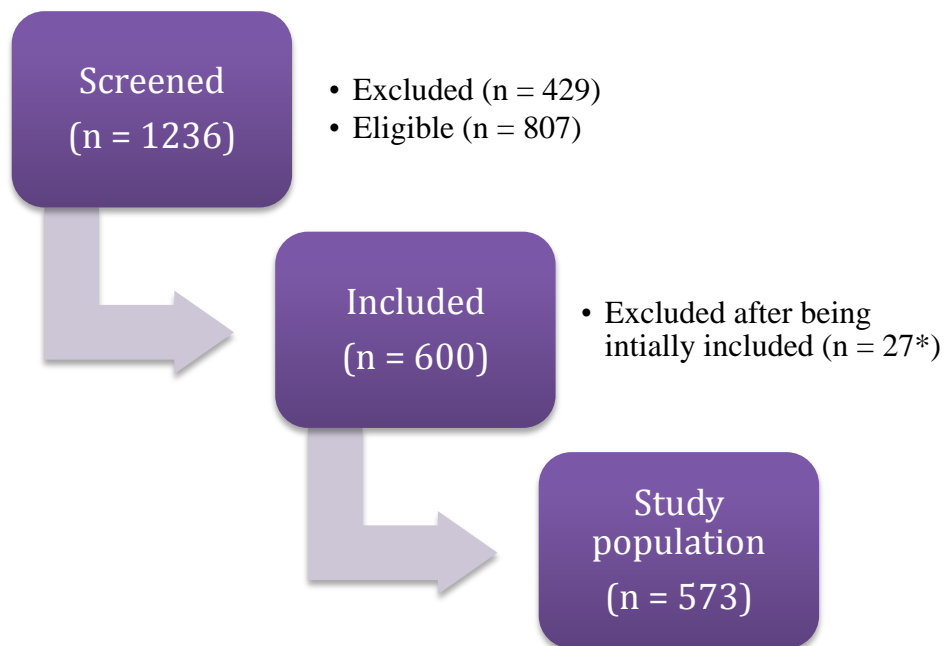 Screened
(n = 1236)
• Excluded (n = 429)
• Eligible (n = 807)
Included
(n = 600)
• Excluded after being
intially included (n = 27*)
Study
population
(n = 573)